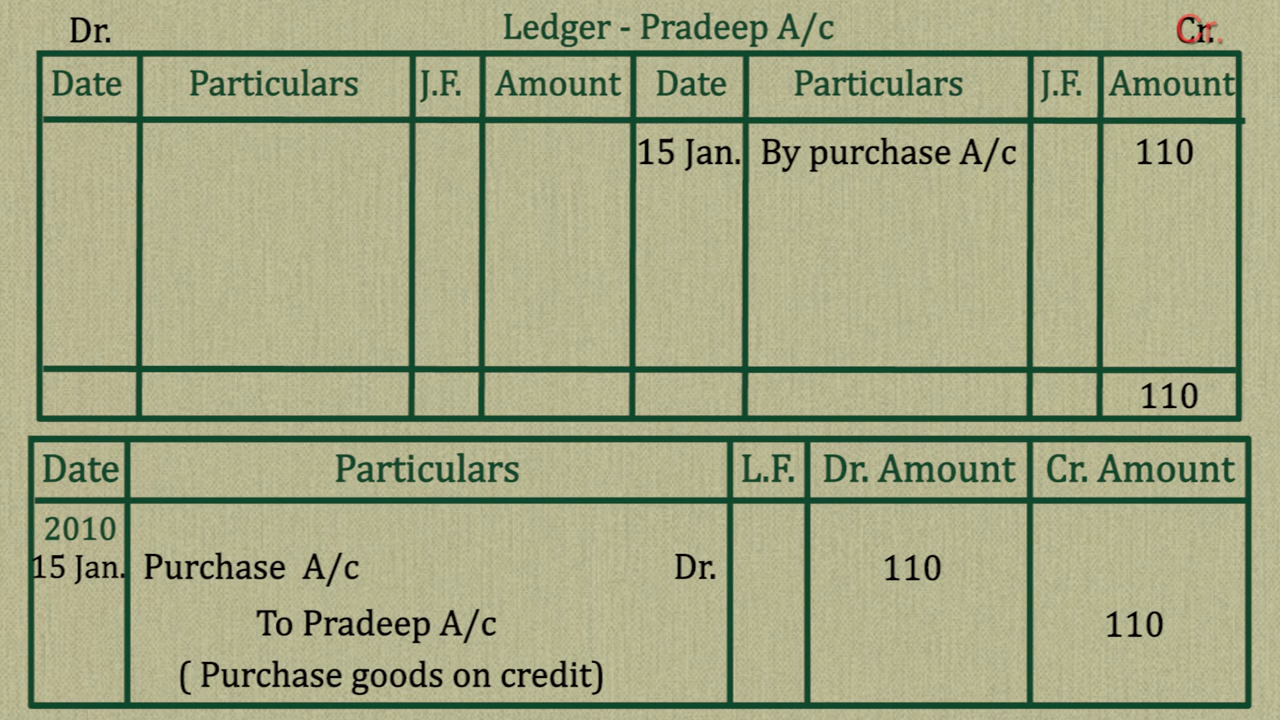 Dr. Ledger - Pradeep A/c Cr.
Date Particulars J.F. Amount Date Particulars J.F. Amount
15 Jan. By purchase A/c 110
110
Date Particulars L.F. Dr. Amount Cr. Amount
2010
15 Jan. Purchase A/c Dr. 110
To Pradeep A/c 110
( Purchase goods on credit)